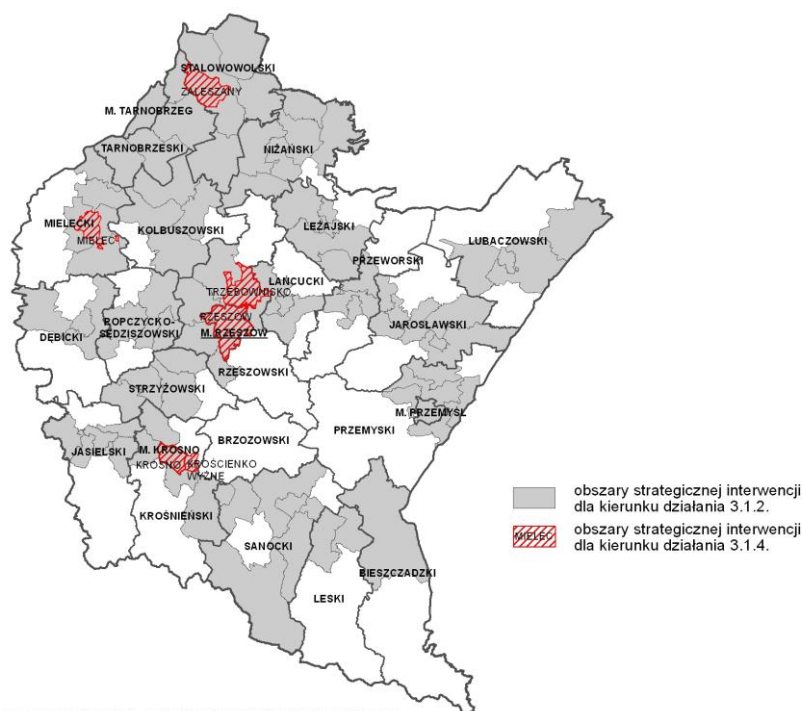 STALOWOWOLSKI
ZALESZANY
M. TARNOBRZEG
TARNOBRZESKI
NIŻAŃSKI
MIELECKI
MIELEC
KOLBUSZOWSKI
LEŻAJSKI
LUBACZOWSKI
PRZEWORSKI
ŁAŃCUCKI
TRZEBOWNISKO
RZESZÓW
M. RZESZÓW
JAROSŁAWSKI
DĘBICKI
ROPCZYCKO-
SĘDZISZOWSKI
RZESZOWSKI
STRZYŻOWSKI
M. PRZEMYŚL
PRZEMYSKI
BRZOZOWSKI
JASIELSKI
M. KROSNO
KROSNO
KROŚCIENKO
WYŻNE
KROŚNIEŃSKI
SANOCKI
BIESZCZADZKI
LESKI
obszary strategicznej interwencji
dla kierunku działania 3.1.2.
MIELEC
obszary strategicznej interwencji
dla kierunku działania 3.1.4.